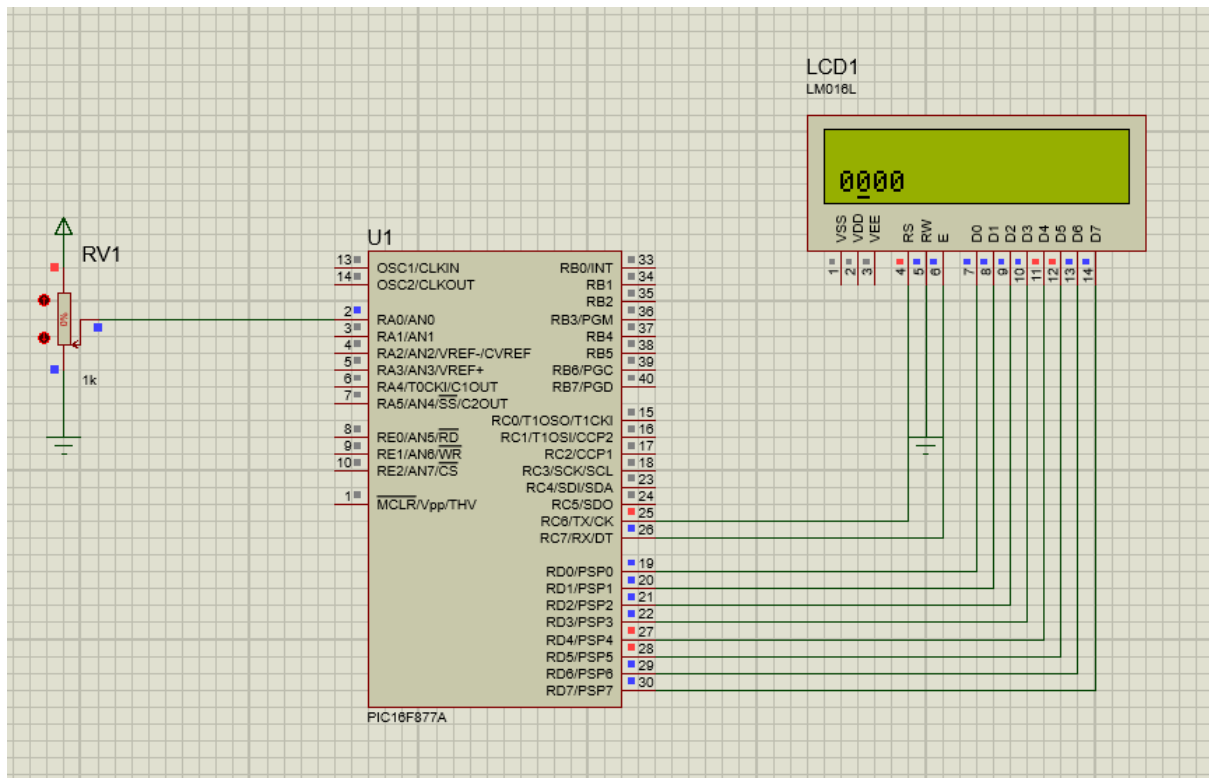 LCD1
LM016L
0000
VSS
VDD
VEE
RS
RW
E
D0
D1
D2
D3
D4
D5
D6
D7
1
2
3
4
5
6
7
8
9
10
11
12
13
14
RV1
0%
1k
U1
13 OSC1/CLKIN RB0/INT 33
14 OSC2/CLKOUT RB1 34
RB2 35
2 RA0/AN0 RB3/PGM 36
3 RA1/AN1 RB4 37
4 RA2/AN2/VREF-/CVREF RB5 38
5 RA3/AN3/VREF+ RB6/PGC 39
6 RA4/T0CKI/C1OUT RB7/PGD 40
7 RA5/AN4/SS/C2OUT
RC0/T1OSO/T1CKI 15
8 RE0/AN5/RD RC1/T1OSI/CCP2 16
9 RE1/AN6/WR RC2/CCP1 17
10 RE2/AN7/CS RC3/SCK/SCL 18
RC4/SDI/SDA 23
1 MCLR/Vpp/THV RC5/SDO 24
RC6/TX/CK 25
RC7/RX/DT 26
RD0/PSP0 19
RD1/PSP1 20
RD2/PSP2 21
RD3/PSP3 22
RD4/PSP4 27
RD5/PSP5 28
RD6/PSP6 29
RD7/PSP7 30
PIC16F877A